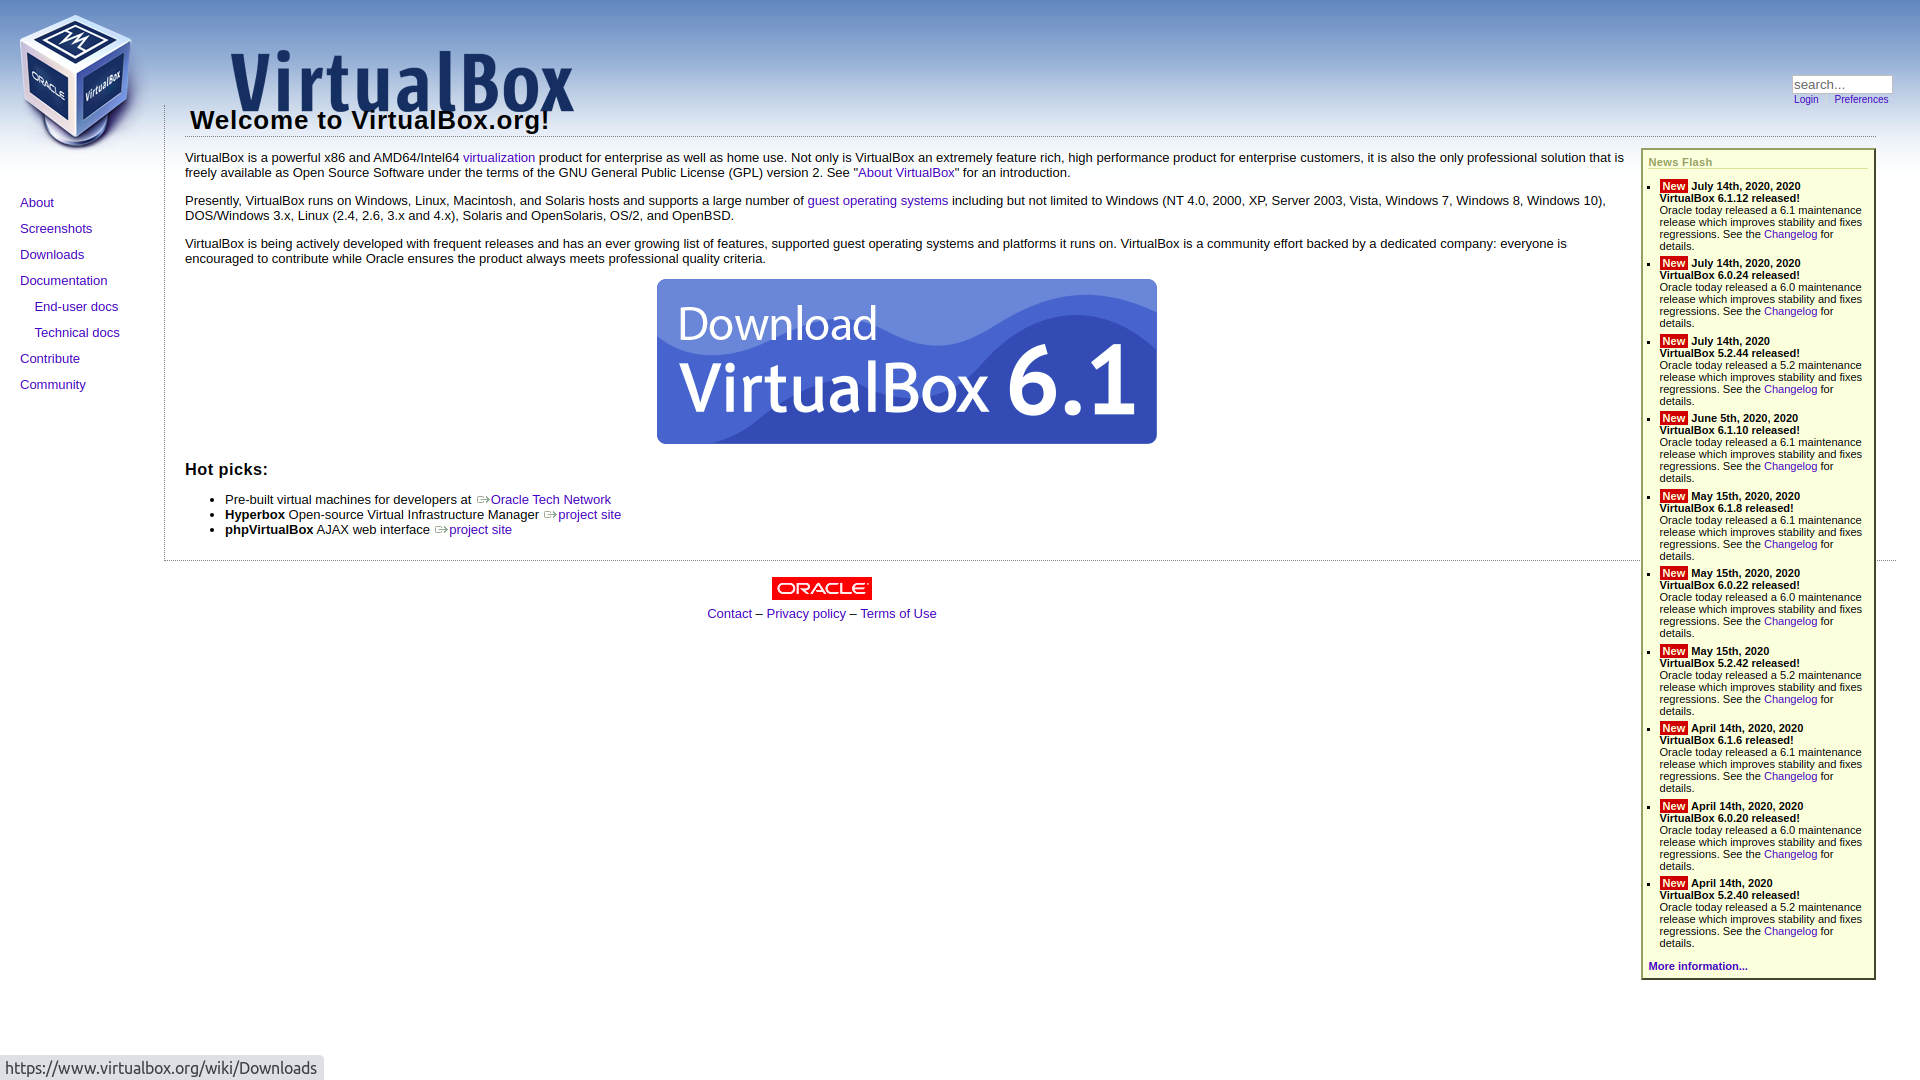 ORACLE
VirtualBox
VirtualBox
search...
Login Preferences
Welcome to VirtualBox.org!
About
Screenshots
Downloads
Documentation
End-user docs
Technical docs
Contribute
Community
VirtualBox is a powerful x86 and AMD64/Intel64 virtualization product for enterprise as well as home use. Not only is VirtualBox an extremely feature rich, high performance product for enterprise customers, it is also the only professional solution that is
freely available as Open Source Software under the terms of the GNU General Public License (GPL) version 2. See "About VirtualBox" for an introduction.
Presently, VirtualBox runs on Windows, Linux, Macintosh, and Solaris hosts and supports a large number of guest operating systems including but not limited to Windows (NT 4.0, 2000, XP, Server 2003, Vista, Windows 7, Windows 8, Windows 10),
DOS/Windows 3.x, Linux (2.4, 2.6, 3.x and 4.x), Solaris and OpenSolaris, OS/2, and OpenBSD.
VirtualBox is being actively developed with frequent releases and has an ever growing list of features, supported guest operating systems and platforms it runs on. VirtualBox is a community effort backed by a dedicated company: everyone is
encouraged to contribute while Oracle ensures the product always meets professional quality criteria.
Download
VirtualBox 6.1
Hot picks:
Pre-built virtual machines for developers at Oracle Tech Network
Hyperbox Open-source Virtual Infrastructure Manager project site
phpVirtualBox AJAX web interface project site
ORACLE
Contact – Privacy policy – Terms of Use
News Flash
New July 14th, 2020, 2020
VirtualBox 6.1.12 released!
Oracle today released a 6.1 maintenance
release which improves stability and fixes
regressions. See the Changelog for
details.
New July 14th, 2020, 2020
VirtualBox 6.0.24 released!
Oracle today released a 6.0 maintenance
release which improves stability and fixes
regressions. See the Changelog for
details.
New July 14th, 2020
VirtualBox 5.2.44 released!
Oracle today released a 5.2 maintenance
release which improves stability and fixes
regressions. See the Changelog for
details.
New June 5th, 2020, 2020
VirtualBox 6.1.10 released!
Oracle today released a 6.1 maintenance
release which improves stability and fixes
regressions. See the Changelog for
details.
New May 15th, 2020, 2020
VirtualBox 6.1.8 released!
Oracle today released a 6.1 maintenance
release which improves stability and fixes
regressions. See the Changelog for
details.
New May 15th, 2020, 2020
VirtualBox 6.0.22 released!
Oracle today released a 6.0 maintenance
release which improves stability and fixes
regressions. See the Changelog for
details.
New May 15th, 2020
VirtualBox 5.2.42 released!
Oracle today released a 5.2 maintenance
release which improves stability and fixes
regressions. See the Changelog for
details.
New April 14th, 2020, 2020
VirtualBox 6.1.6 released!
Oracle today released a 6.1 maintenance
release which improves stability and fixes
regressions. See the Changelog for
details.
New April 14th, 2020, 2020
VirtualBox 6.0.20 released!
Oracle today released a 6.0 maintenance
release which improves stability and fixes
regressions. See the Changelog for
details.
New April 14th, 2020
VirtualBox 5.2.40 released!
Oracle today released a 5.2 maintenance
release which improves stability and fixes
regressions. See the Changelog for
details.
More information...
https://www.virtualbox.org/wiki/Downloads